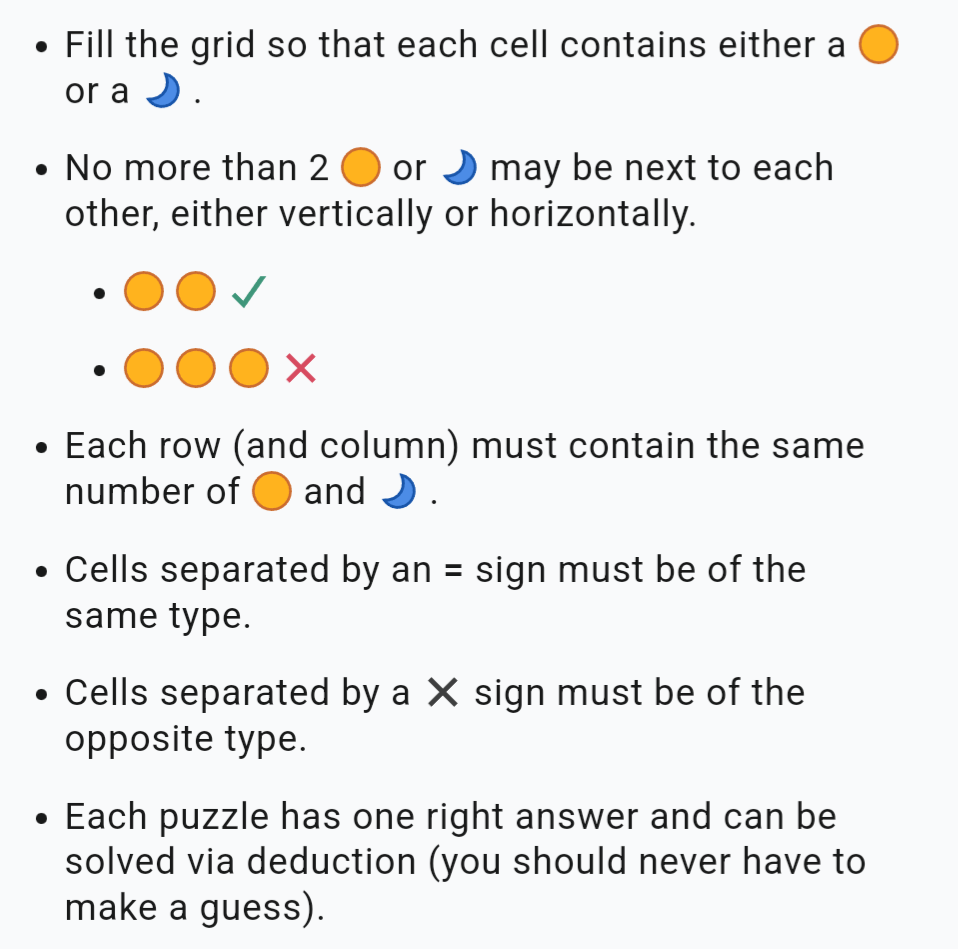 Fill the grid so that each cell contains either a
or a .
No more than 2 or may be next to each
other, either vertically or horizontally.
Each row (and column) must contain the same
number of and .
Cells separated by an = sign must be of the
same type.
Cells separated by a ✕ sign must be of the
opposite type.
Each puzzle has one right answer and can be
solved via deduction (you should never have to
make a guess).